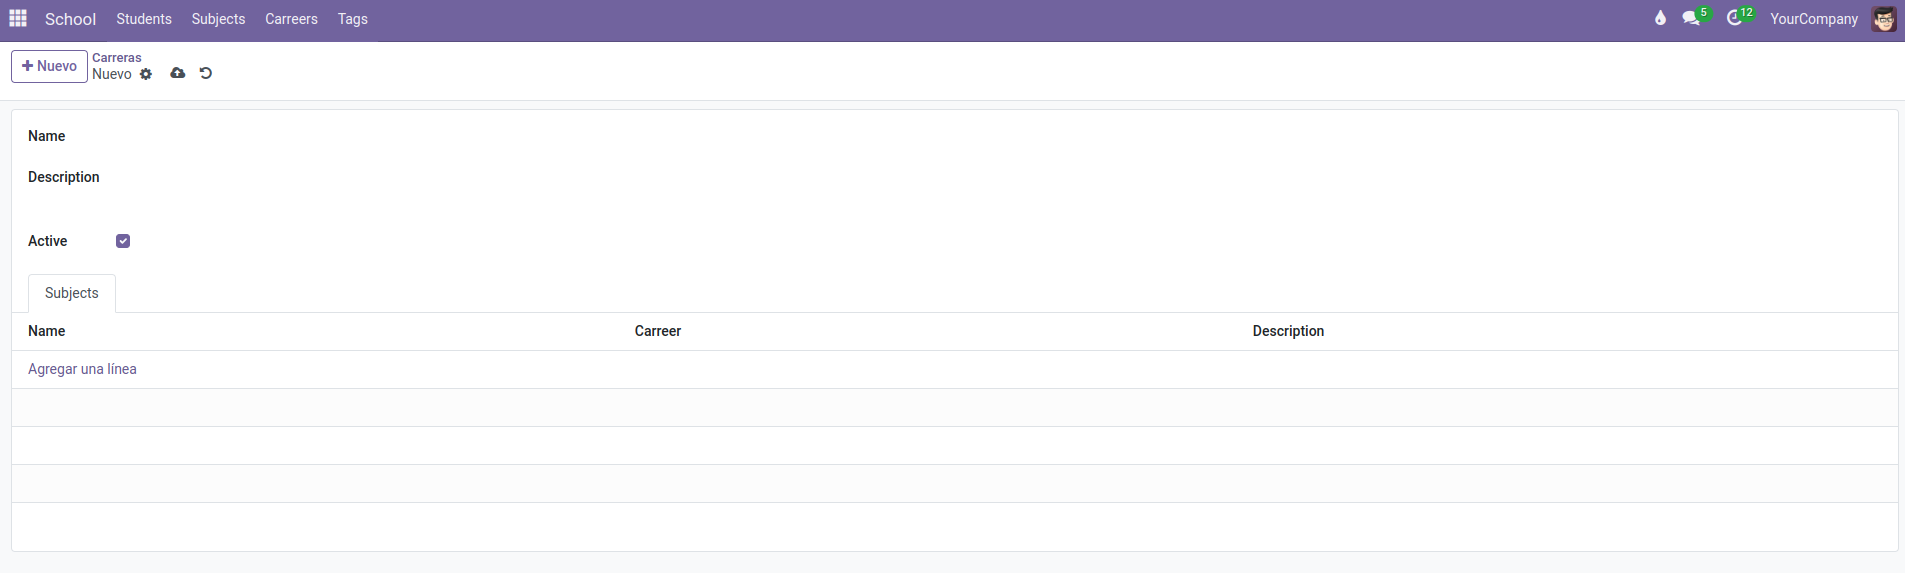 School Students Subjects Carreers Tags 5 12 YourCompany
Nuevo Carreras
Nuevo
Name
Description
Active
Subjects
Name Carreer Description
Agregar una línea